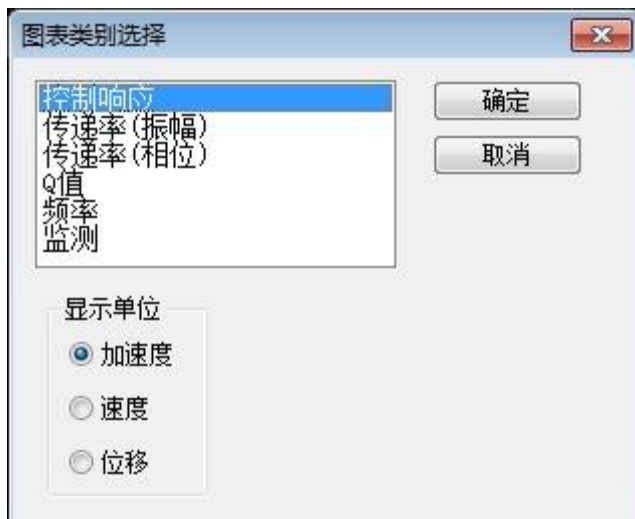 图表类别选择
控制响应
传递率(振幅)
传递率(相位)
Q值
频率
监测
确定
取消
显示单位
加速度
速度
位移